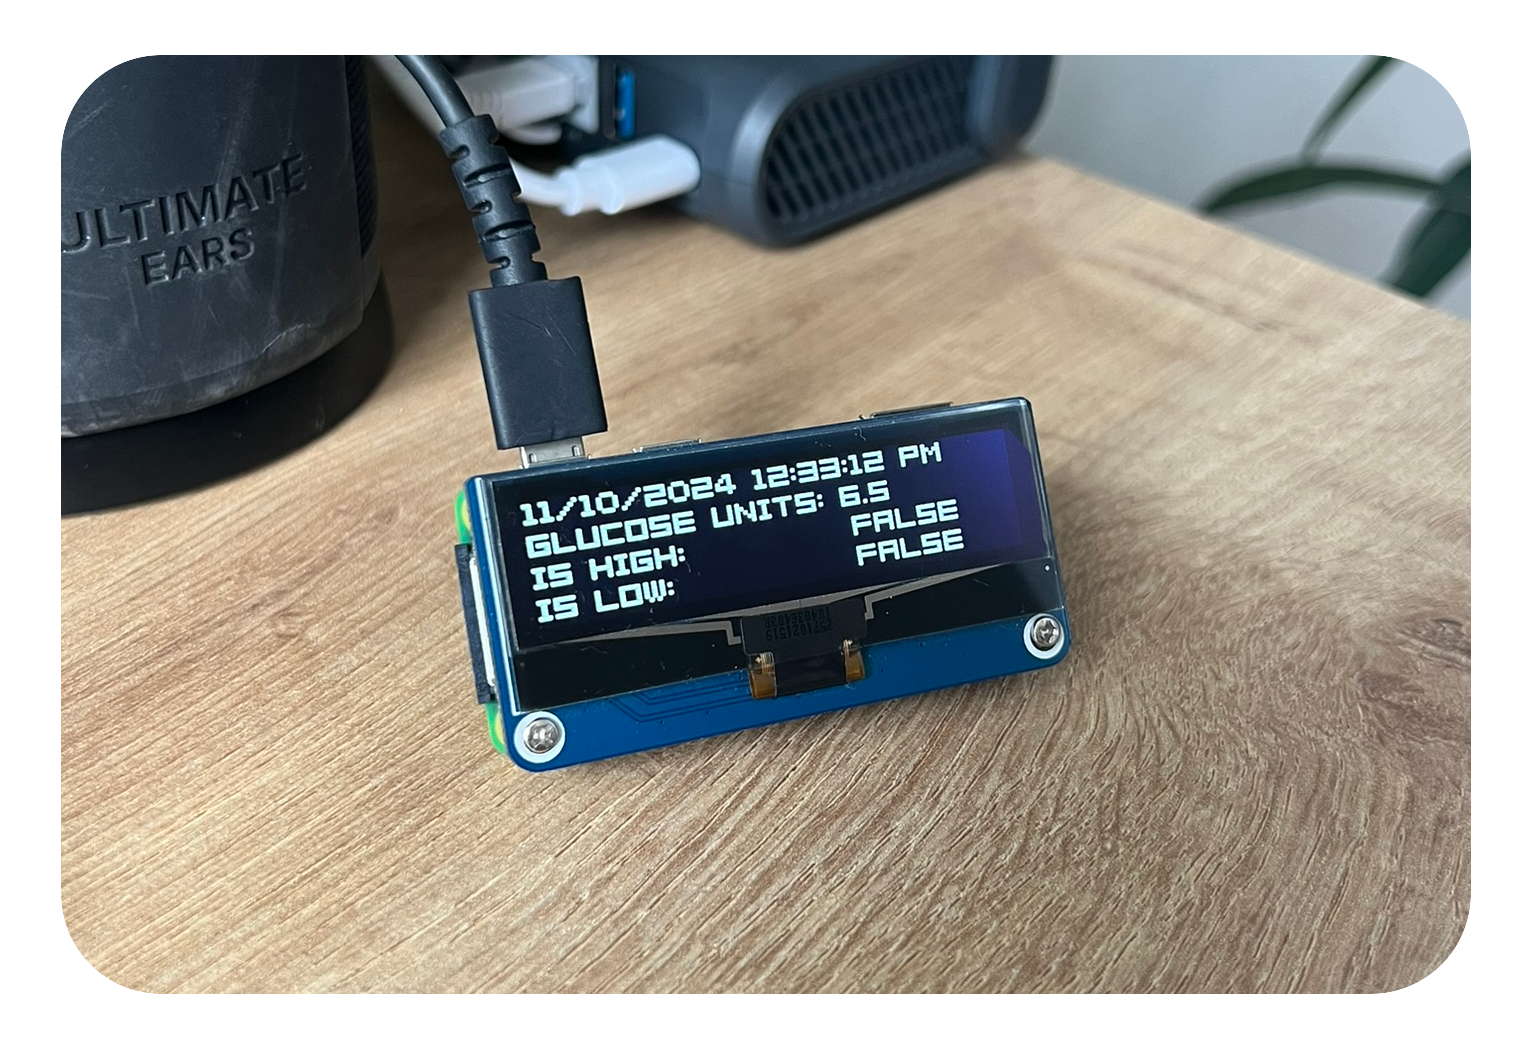 ULTIMATE
EARS
11/10/2024 12:33:12 PM
GLUCOSE UNITS: 6.5
IS HIGH: FALSE
IS LOW: FALSE